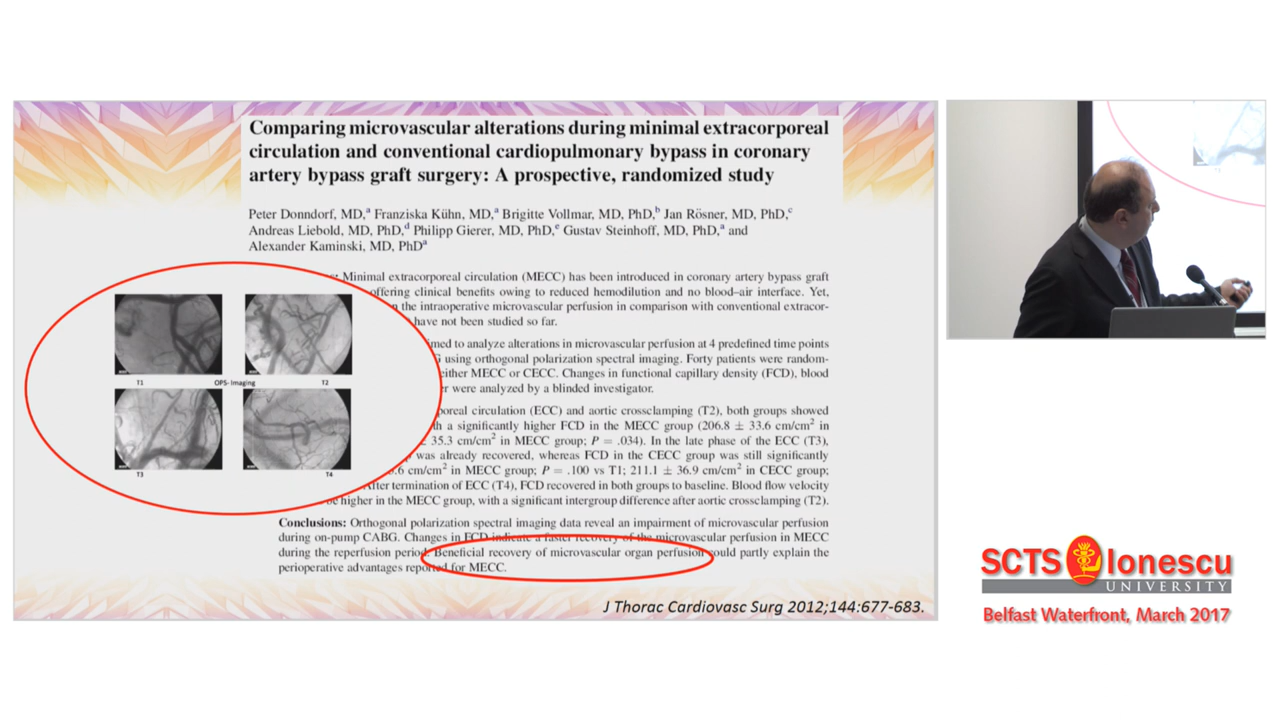 Comparing microvascular alterations during minimal extracorporeal
circulation and conventional cardiopulmonary bypass in coronary
artery bypass graft surgery: A prospective, randomized study
Peter Donndorf, MD,a Franziska Kühn, MD,a Brigitte Vollmar, MD, PhD,b Jan Rösner, MD, PhD,c
Andreas Liebold, MD, PhD,d Philipp Gierer, MD, PhD,e Gustav Steinhoff, MD, PhD,a and
Alexander Kaminski, MD, PhDa
Minimal extracorporeal circulation (MECC) has been introduced in coronary artery bypass graft
offering clinical benefits owing to reduced hemodilution and no blood–air interface. Yet,
the intraoperative microvascular perfusion in comparison with conventional extracor-
have not been studied so far.
to analyze alterations in microvascular perfusion at 4 predefined time points
using orthogonal polarization spectral imaging. Forty patients were random-
either MECC or CECC. Changes in functional capillary density (FCD), blood
were analyzed by a blinded investigator.
circulation (ECC) and aortic crossclamping (T2), both groups showed
a significantly higher FCD in the MECC group (206.8 ± 33.6 cm/cm2 in
35.3 cm/cm2 in MECC group; P = .034). In the late phase of the ECC (T3),
was already recovered, whereas FCD in the CECC group was still significantly
cm/cm2 in MECC group; P = .100 vs T1; 211.1 ± 36.9 cm/cm2 in CECC group;
After termination of ECC (T4), FCD recovered in both groups to baseline. Blood flow velocity
higher in the MECC group, with a significant intergroup difference after aortic crossclamping (T2).
Conclusions: Orthogonal polarization spectral imaging data reveal an impairment of microvascular perfusion
during on-pump CABG. Changes in FCD indicate a faster recovery of the microvascular perfusion in MECC
during the reperfusion period. Beneficial recovery of microvascular organ perfusion could partly explain the
perioperative advantages reported for MECC.
T1 OPS- Imaging T2
T3 T4
J Thorac Cardiovasc Surg 2012;144:677-683.
SCTS Ionescu
UNIVERSITY
Belfast Waterfront, March 2017